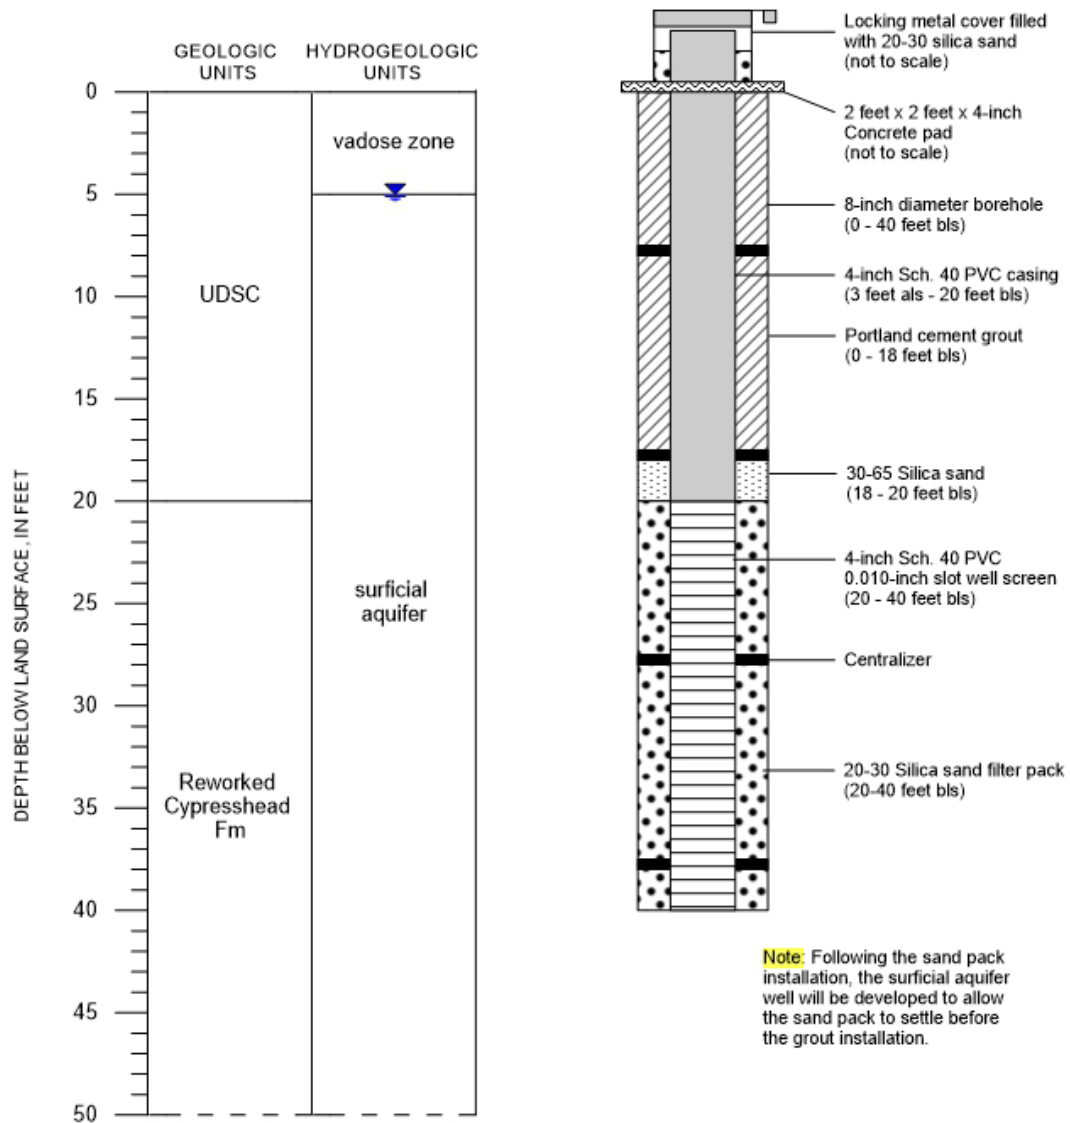 GEOLOGIC
UNITS
HYDROGEOLOGIC
UNITS
DEPTH BELOW LAND SURFACE, IN FEET
0
5
10
15
20
25
30
35
40
45
50
vadose zone
UDSC
surficial
aquifer
Reworked
Cypresshead
Fm
Locking metal cover filled
with 20-30 silica sand
(not to scale)
2 feet x 2 feet x 4-inch
Concrete pad
(not to scale)
8-inch diameter borehole
(0 - 40 feet bls)
4-inch Sch. 40 PVC casing
(3 feet als - 20 feet bls)
Portland cement grout
(0 - 18 feet bls)
30-65 Silica sand
(18 - 20 feet bls)
4-inch Sch. 40 PVC
0.010-inch slot well screen
(20 - 40 feet bls)
Centralizer
20-30 Silica sand filter pack
(20-40 feet bls)
Note: Following the sand pack
installation, the surficial aquifer
well will be developed to allow
the sand pack to settle before
the grout installation.